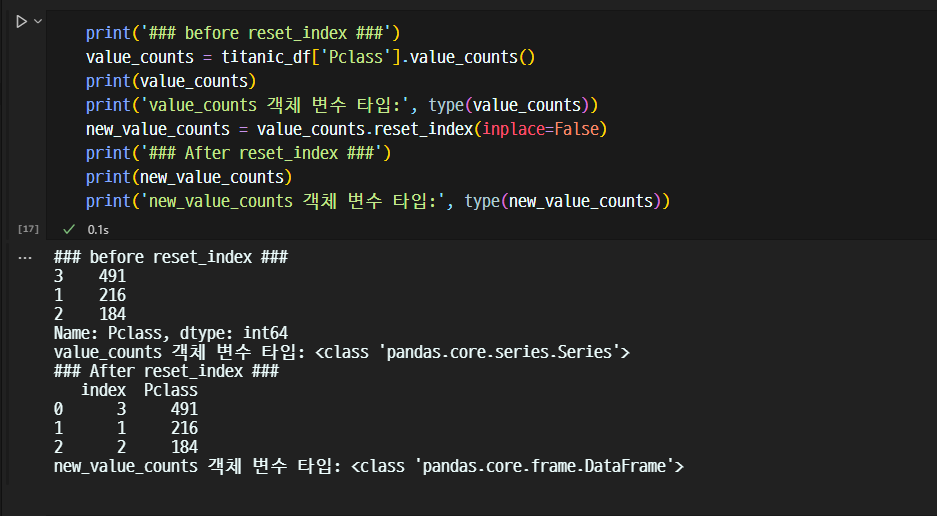 print('### before reset_index ###')
value_counts = titanic_df['Pclass'].value_counts()
print(value_counts)
print('value_counts 객체 변수 타입:', type(value_counts))
new_value_counts = value_counts.reset_index(inplace=False)
print('### After reset_index ###')
print(new_value_counts)
print('new_value_counts 객체 변수 타입:', type(new_value_counts))
[17] ✓ 0.1s
... ### before reset_index ###
3    491
1    216
2    184
Name: Pclass, dtype: int64
value_counts 객체 변수 타입: <class 'pandas.core.series.Series'>
### After reset_index ###
   index  Pclass
0      3     491
1      1     216
2      2     184
new_value_counts 객체 변수 타입: <class 'pandas.core.frame.DataFrame'>